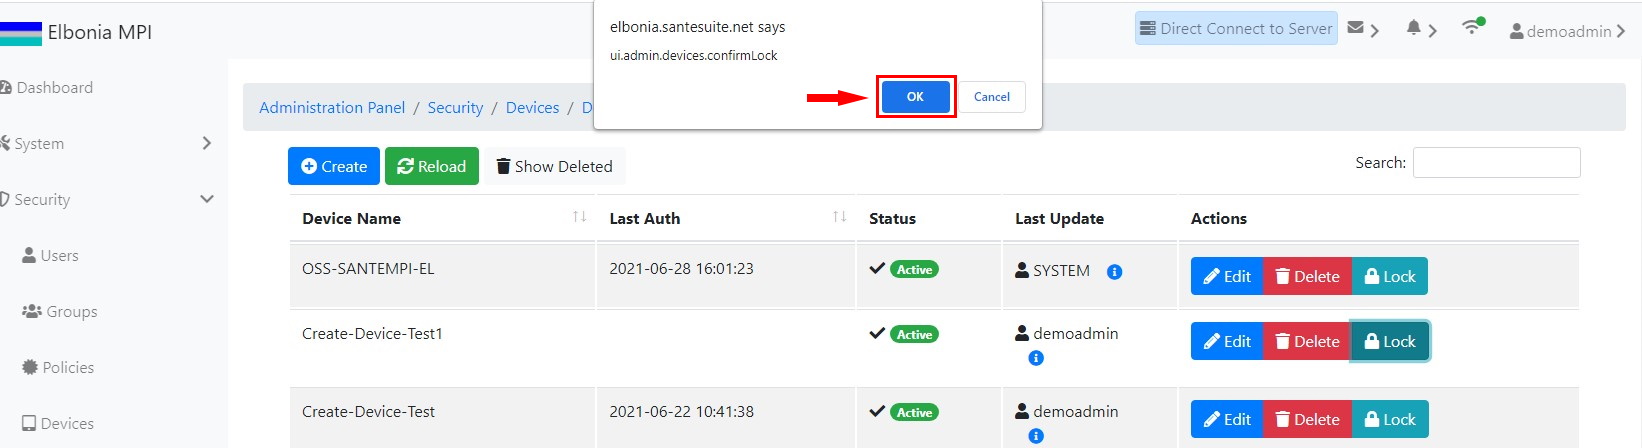 elbonia.santesuite.net says
ui.admin.devices.confirmLock
OK
Cancel
Elbonia MPI
Direct Connect to Server
demoadmin
Dashboard
System
Security
Users
Groups
Policies
Devices
Administration Panel / Security / Devices / D
Create
Reload
Show Deleted
Search:
Device Name Last Auth Status Last Update Actions
OSS-SANTEMPI-EL 2021-06-28 16:01:23 Active SYSTEM Edit Delete Lock
Create-Device-Test1 Active demoadmin Edit Delete Lock
Create-Device-Test 2021-06-22 10:41:38 Active demoadmin Edit Delete Lock